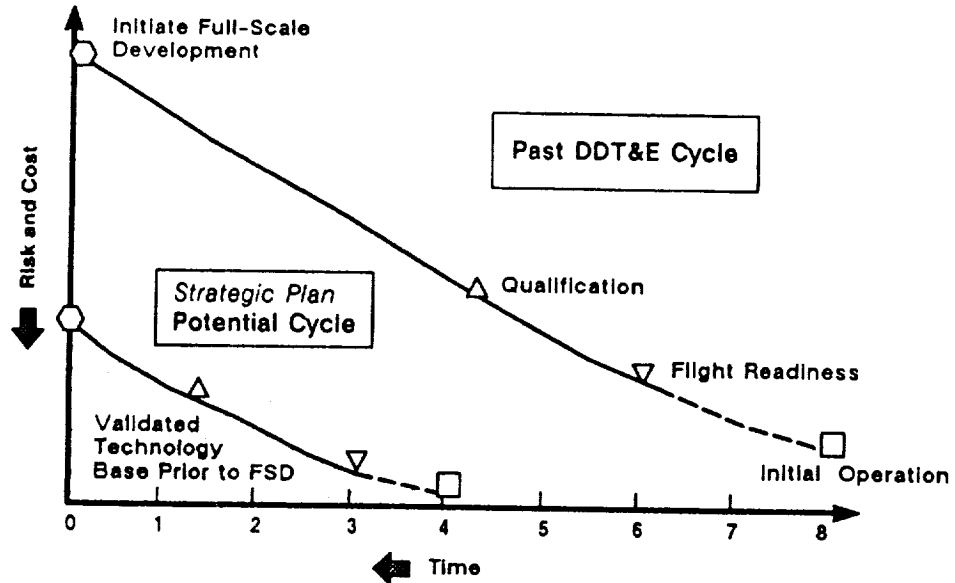 Initiate Full-Scale
Development
Past DDT&E Cycle
Risk and Cost
Strategic Plan
Potential Cycle
Qualification
Flight Readiness
Validated
Technology
Base Prior to FSD
Initial Operation
0 1 2 3 4 5 6 7 8
Time